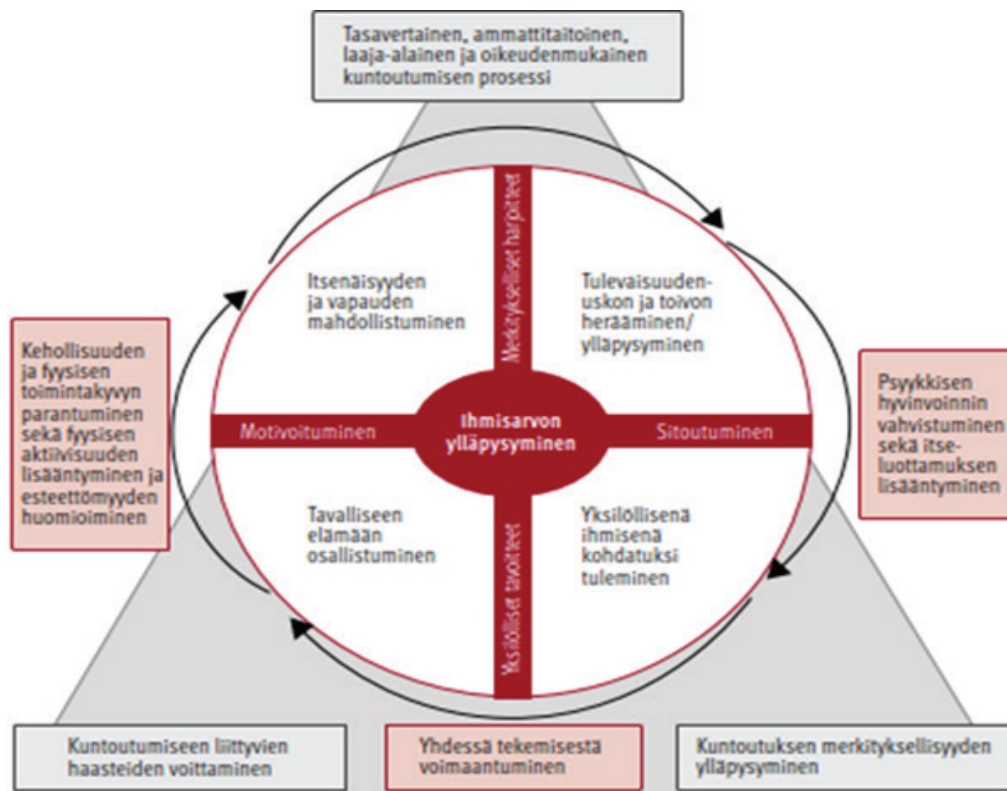 Tasavertainen, ammattitaitoinen,
laaja-alainen ja oikeudenmukainen
kuntoutumisen prosessi
Merkitykselliset harjoitteet
Itsenäisyyden
ja vapauden
mahdollistuminen
Tulevaisuuden-
uskon ja toivon
herääminen/
ylläpysyminen
Kehollisuuden
ja fyysisen
toimintakyvyn
parantuminen
sekä fyysisen
aktiivisuuden
lisääntyminen ja
esteettömyyden
huomioiminen
Motivoituminen
Ihmisarvon
ylläpysyminen
Sitoutuminen
Psyykkisen
hyvinvoinnin
vahvistuminen
sekä itse-
luottamuksen
lisääntyminen
Tavalliseen
elämään
osallistuminen
Yksilöllisenä
ihmisenä
kohdatuksi
tuleminen
Yksilölliset tavoitteet
Kuntoutumiseen liittyvien
haasteiden voittaminen
Yhdessä tekemisestä
voimaantuminen
Kuntoutuksen merkityksellisyyden
ylläpysyminen